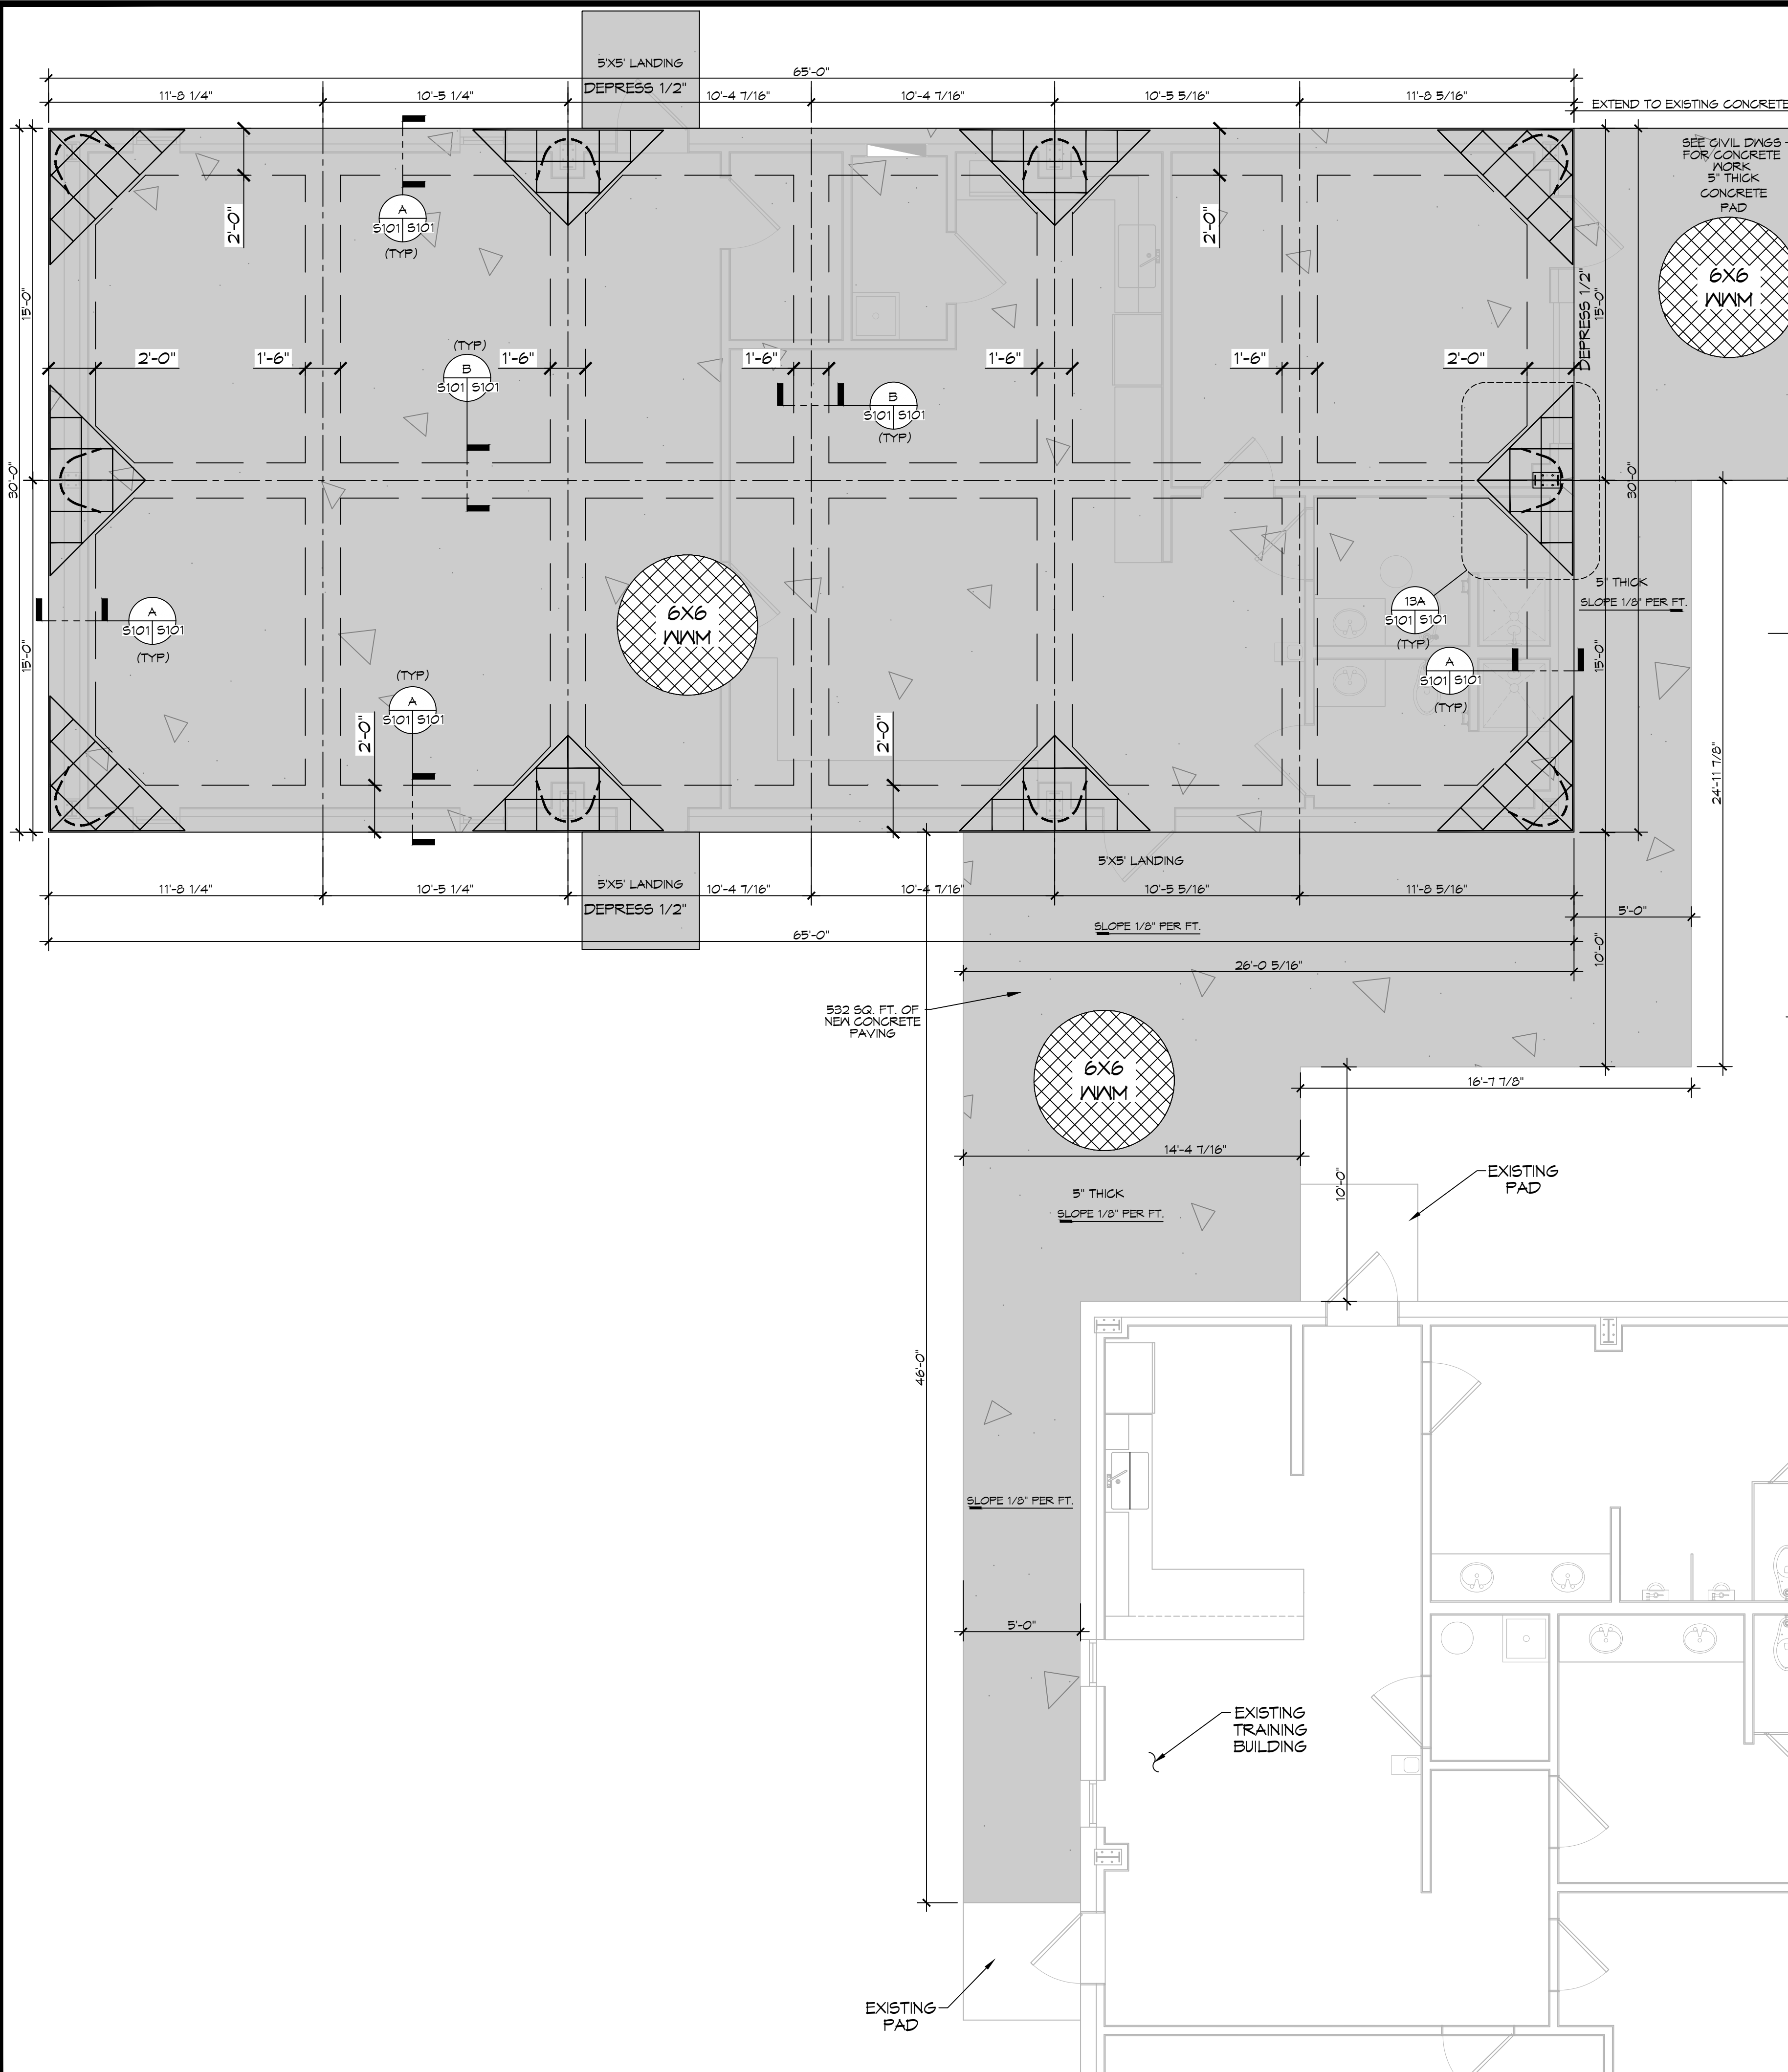 5'X5' LANDING
65'-0"
DEPRESS 1/2"
11'-8 1/4"
10'-5 1/4"
10'-4 7/16"
10'-4 7/16"
10'-5 5/16"
11'-8 5/16"
EXTEND TO EXISTING CONCRETE
SEE CIVIL DWGS
FOR CONCRETE
WORK
5" THICK
CONCRETE
PAD
2'-0"
A
S101 S101
(TYP)
2'-0"
6X6
WWM
DEPRESS 1/2"
15'-0"
15'-0"
2'-0"
1'-6"
(TYP)
B
S101 S101
1'-6"
1'-6"
B
S101 S101
(TYP)
1'-6"
1'-6"
2'-0"
30'-0"
30'-0"
6X6
WWM
13A
S101 S101
(TYP)
5" THICK
SLOPE 1/8" PER FT.
A
S101 S101
(TYP)
15'-0"
(TYP)
A
S101 S101
2'-0"
2'-0"
A
S101 S101
(TYP)
15'-0"
24'-11 7/8"
5'X5' LANDING
5'X5' LANDING
DEPRESS 1/2"
11'-8 1/4"
10'-5 1/4"
10'-4 7/16"
10'-4 7/16"
10'-5 5/16"
11'-8 5/16"
5'-0"
SLOPE 1/8" PER FT.
65'-0"
10'-0"
26'-0 5/16"
532 SQ. FT. OF
NEW CONCRETE
PAVING
6X6
WWM
16'-7 7/8"
14'-4 7/16"
10'-0"
EXISTING
PAD
5" THICK
SLOPE 1/8" PER FT.
46'-0"
SLOPE 1/8" PER FT.
5'-0"
EXISTING
TRAINING
BUILDING
EXISTING
PAD